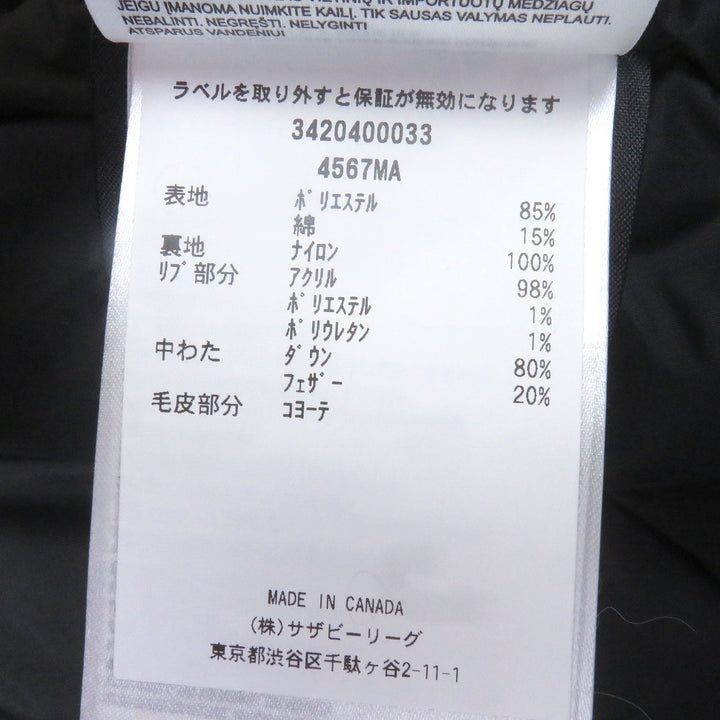 JEIGU ĮMANOMA NUIMKITE KAILĮ. TIK SAUSAS VALYMAS NEPLAUTI.
NEBALINTI. NEGRĘŠTI. NELYGINTI
ATSPARUS VANDENIUI
ラベルを取り外すと保証が無効になります
3420400033
4567MA
表地 ﾎﾟﾘｴｽﾃﾙ 85%
綿 15%
裏地 ﾅｲﾛﾝ 100%
ﾘﾌﾞ部分 ｱｸﾘﾙ 98%
ﾎﾟﾘｴｽﾃﾙ 1%
ﾎﾟﾘｳﾚﾀﾝ 1%
中わた ﾀﾞｳﾝ 80%
ﾌｪｻﾞｰ 20%
毛皮部分 ｺﾖｰﾃ
MADE IN CANADA
(株)サザビーリーグ
東京都渋谷区千駄ヶ谷2-11-1